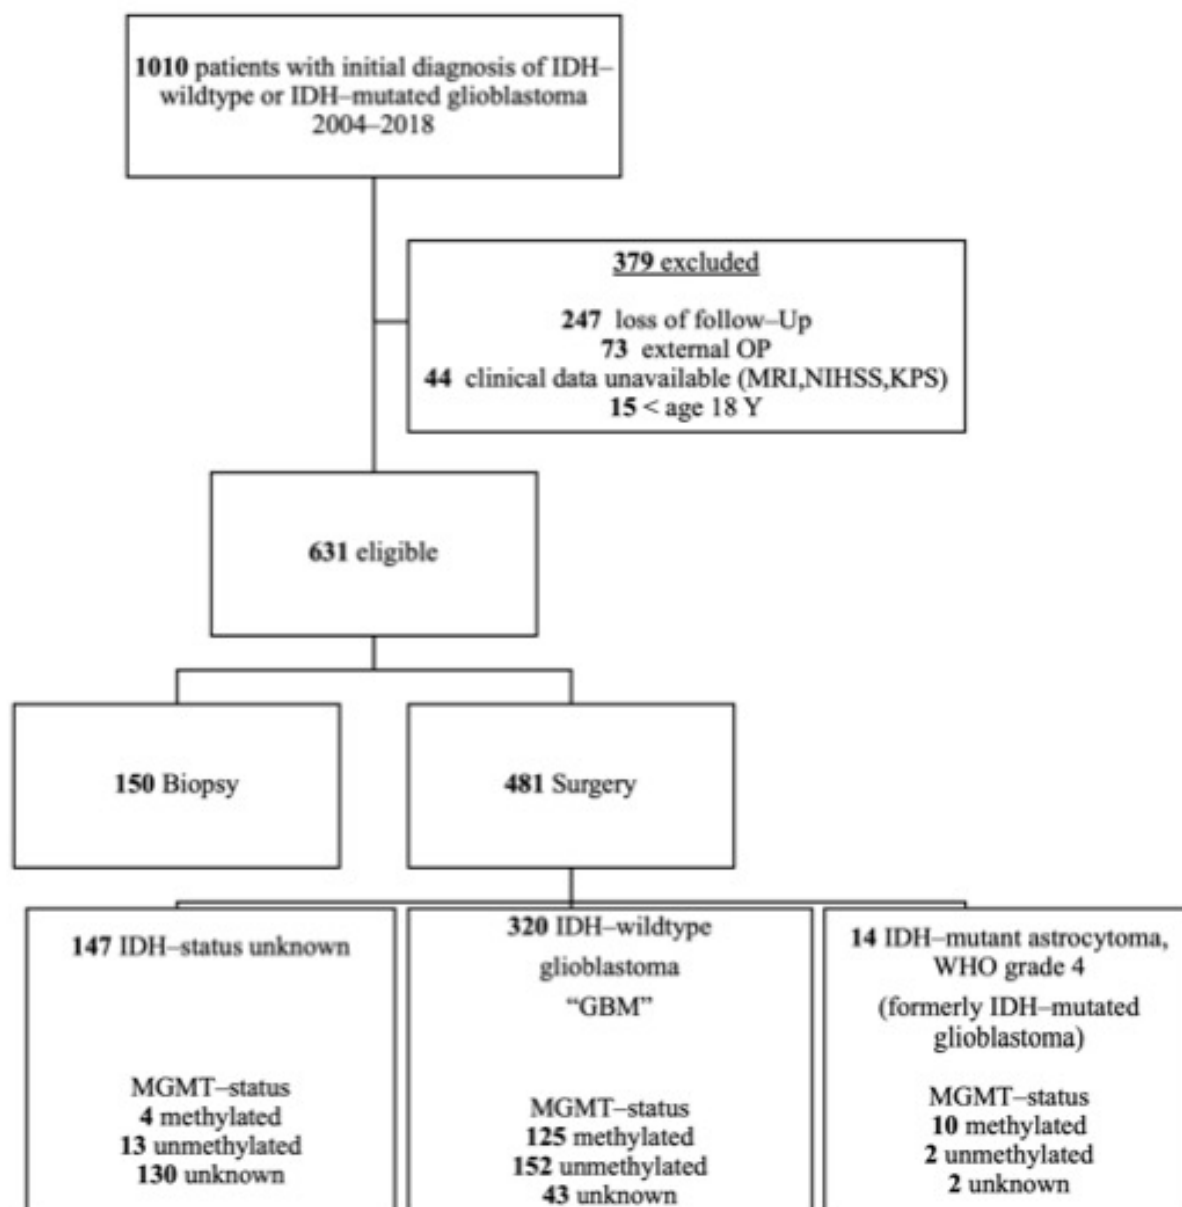 1010 patients with initial diagnosis of IDH–
wildtype or IDH–mutated glioblastoma
2004–2018
379 excluded
247 loss of follow–Up
73 external OP
44 clinical data unavailable (MRI,NIHSS,KPS)
15 < age 18 Y
631 eligible
150 Biopsy
481 Surgery
147 IDH–status unknown
MGMT–status
4 methylated
13 unmethylated
130 unknown
320 IDH–wildtype
glioblastoma
“GBM”
MGMT–status
125 methylated
152 unmethylated
43 unknown
14 IDH–mutant astrocytoma,
WHO grade 4
(formerly IDH–mutated
glioblastoma)
MGMT–status
10 methylated
2 unmethylated
2 unknown